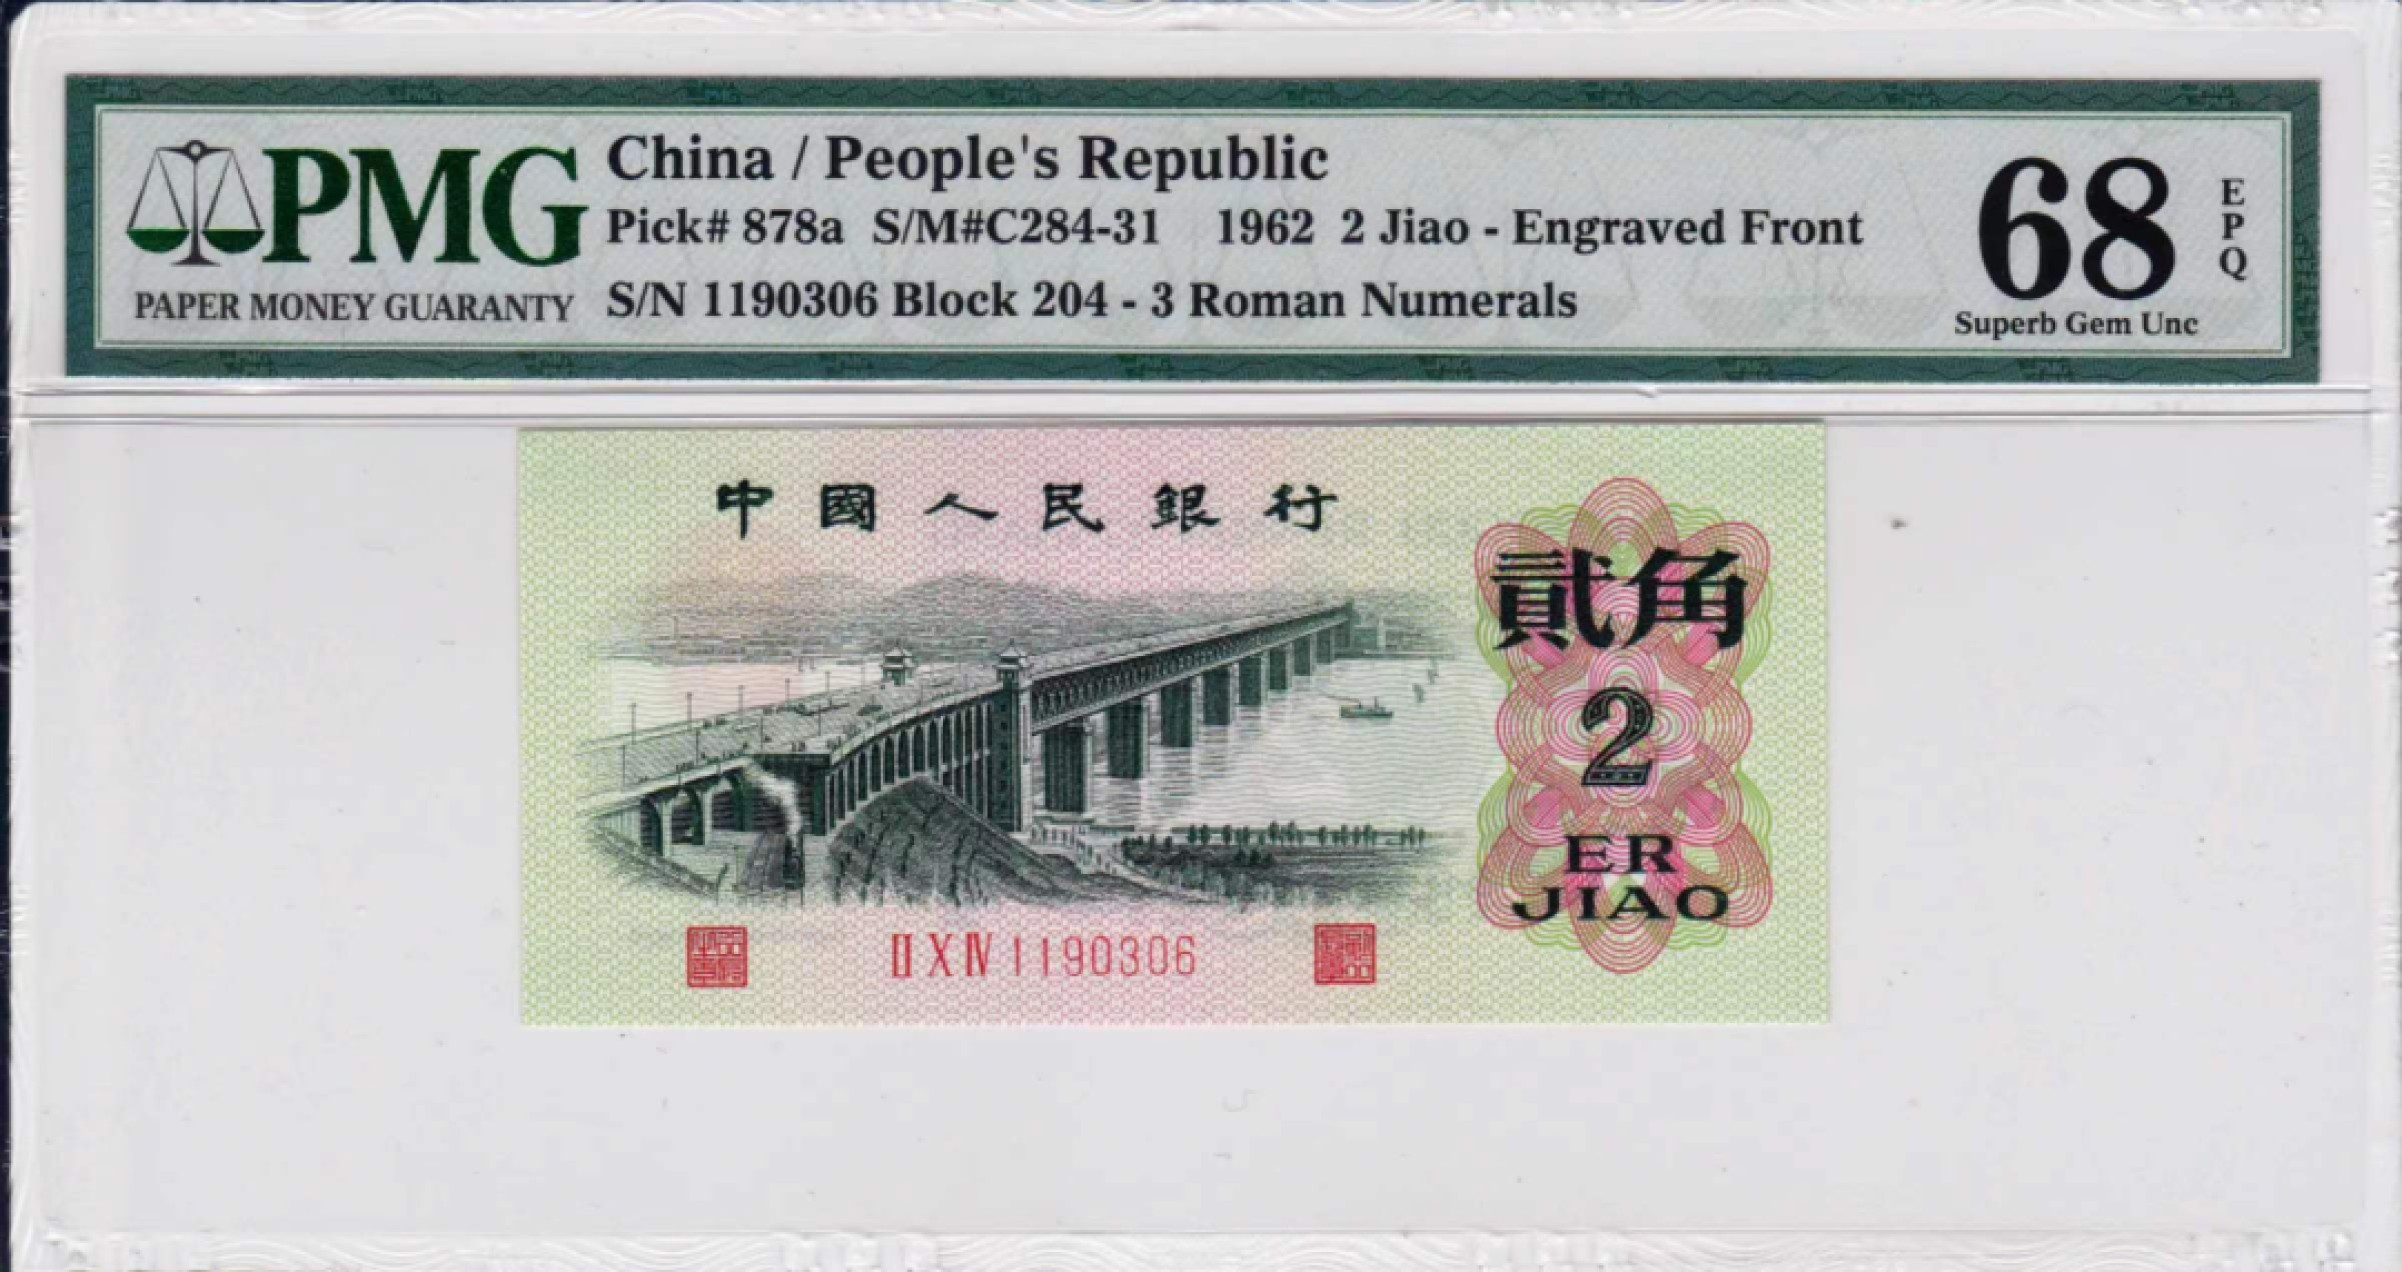 PMG
PAPER MONEY GUARANTY
China / People's Republic
Pick# 878a S/M#C284-31 1962 2 Jiao - Engraved Front
S/N 1190306 Block 204 - 3 Roman Numerals
68
EPQ
Superb Gem Unc
中國人民銀行
貳角
2
ER
JIAO
ⅡⅩⅣ 1190306